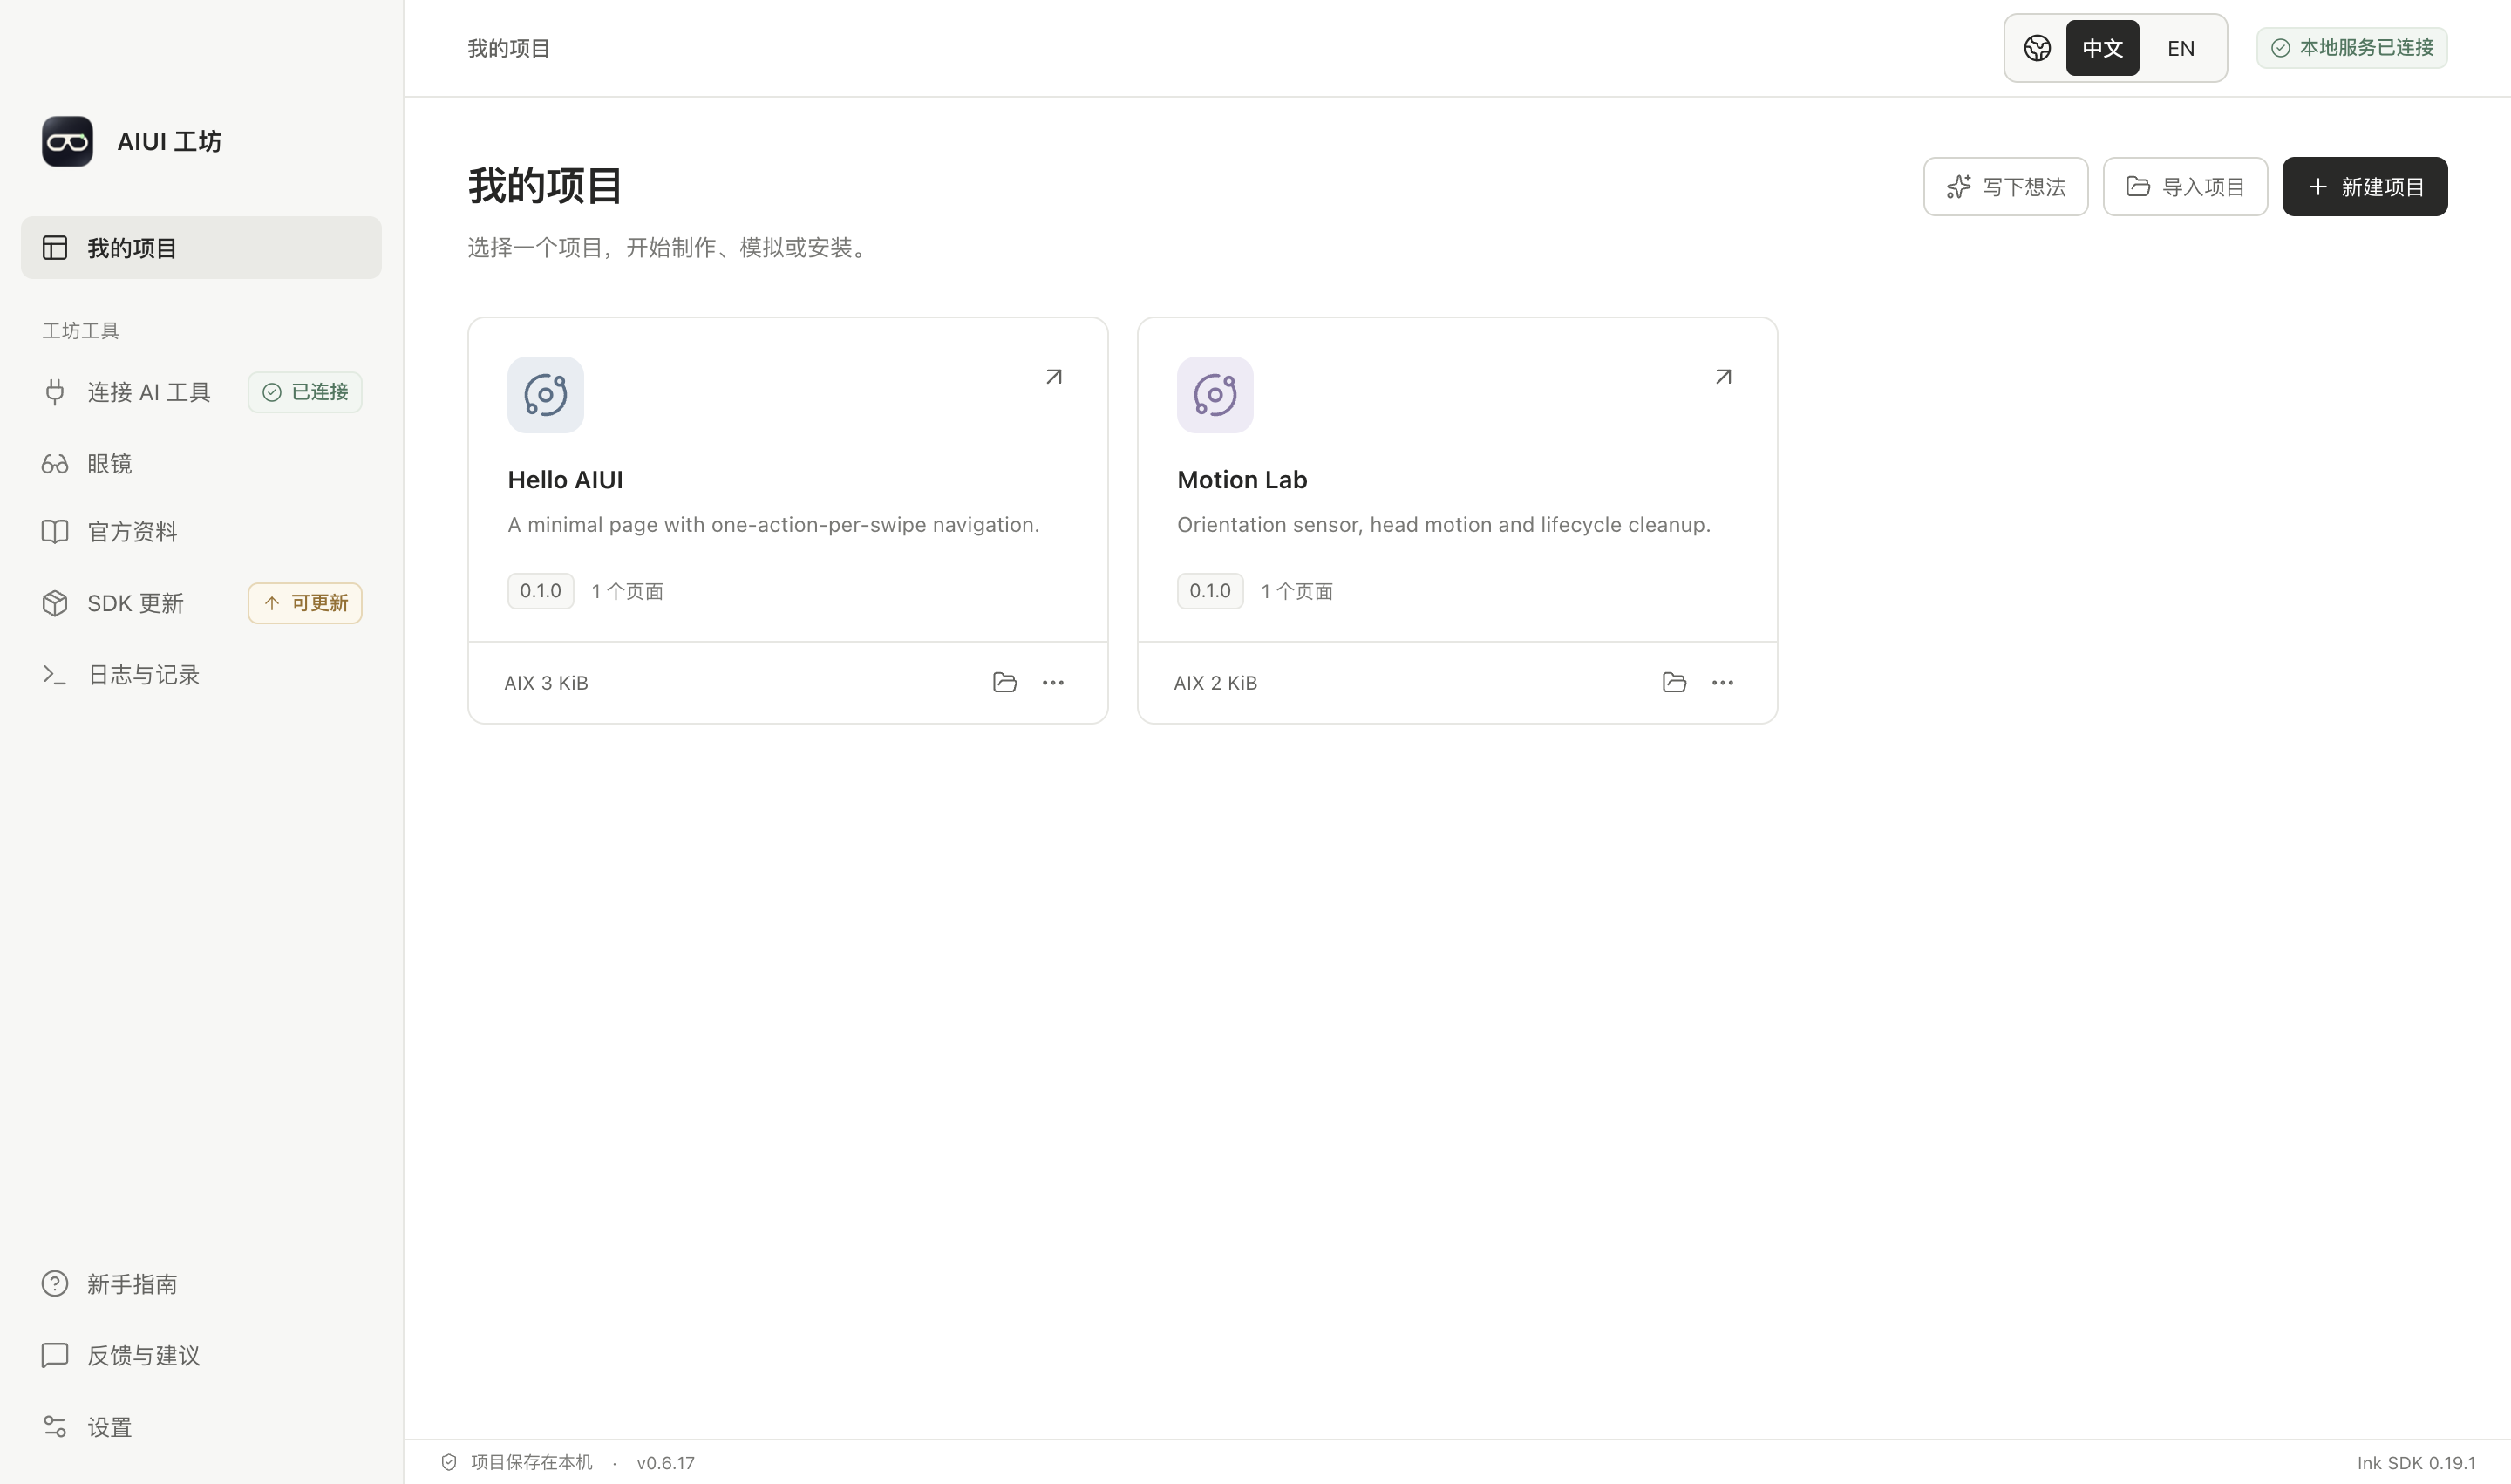 我的项目
中文
EN
本地服务已连接
AIUI 工坊
我的项目
工坊工具
连接 AI 工具
已连接
眼镜
官方资料
SDK 更新
可更新
日志与记录
新手指南
反馈与建议
设置
我的项目
写下想法
导入项目
新建项目
选择一个项目，开始制作、模拟或安装。
Hello AIUI
A minimal page with one-action-per-swipe navigation.
0.1.0
1 个页面
AIX 3 KiB
Motion Lab
Orientation sensor, head motion and lifecycle cleanup.
0.1.0
1 个页面
AIX 2 KiB
项目保存在本机 · v0.6.17
Ink SDK 0.19.1